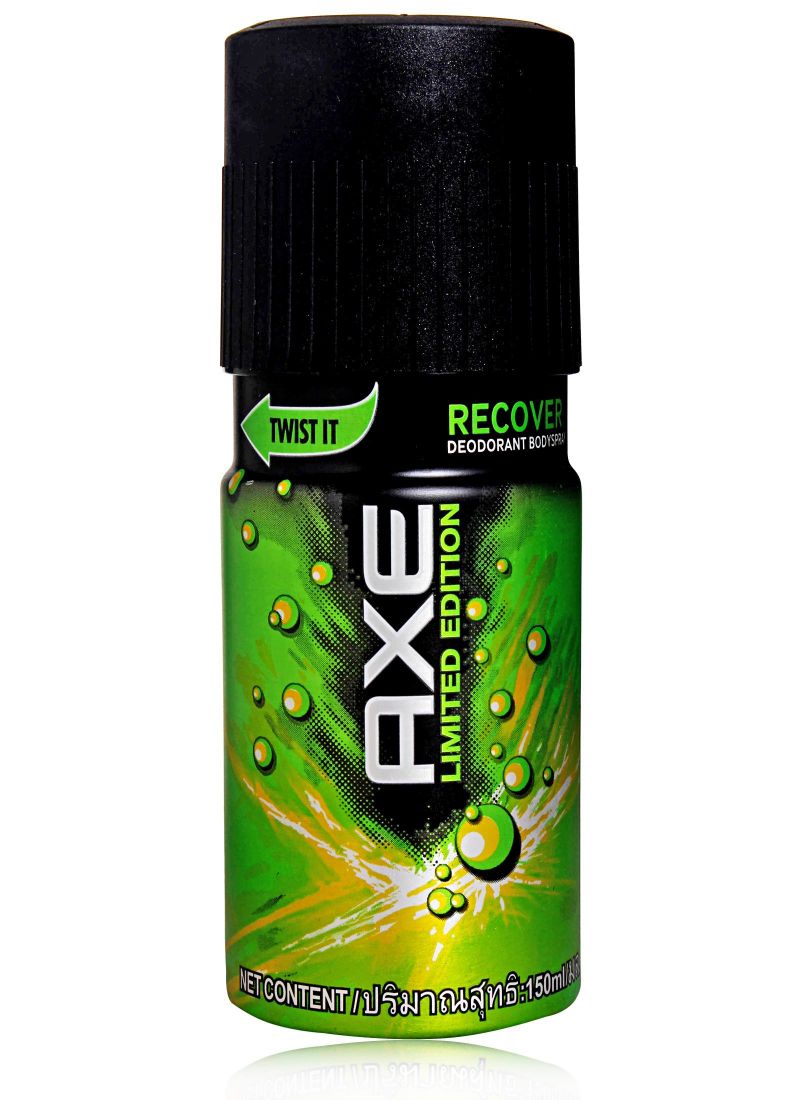 TWIST IT
RECOVER
DEODORANT BODYSPRAY
AXE
LIMITED EDITION
NET CONTENT/ปริมาณสุทธิ:150ml/